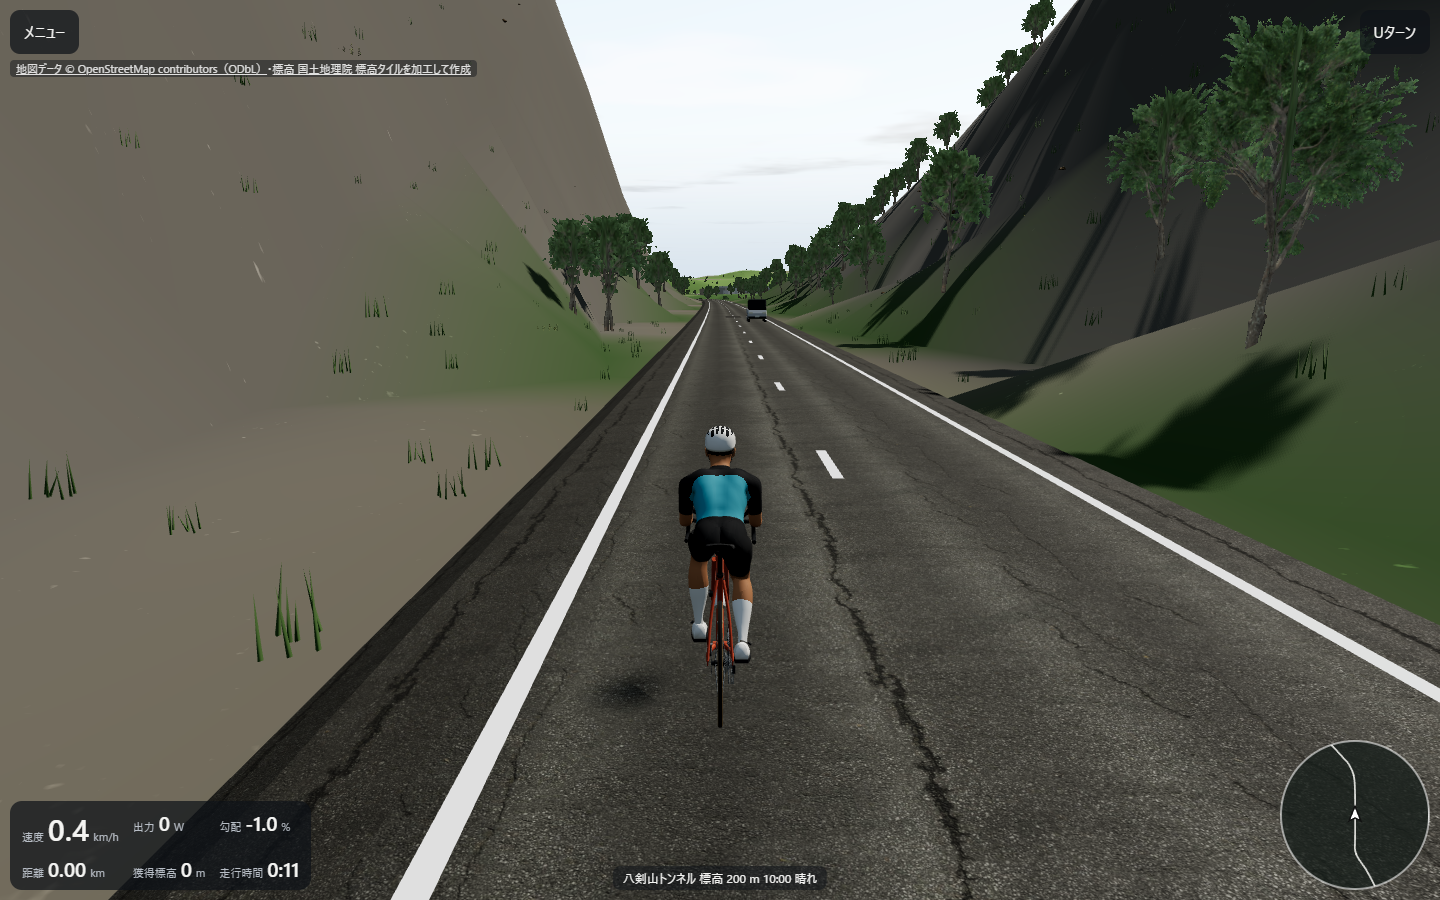 メニュー
Uターン
地図データ © OpenStreetMap contributors（ODbL）・標高 国土地理院 標高タイルを加工して作成
速度 0.4 km/h 出力 0 W 勾配 -1.0 %
距離 0.00 km 獲得標高 0 m 走行時間 0:11
八剣山トンネル 標高 200 m 10:00 晴れ